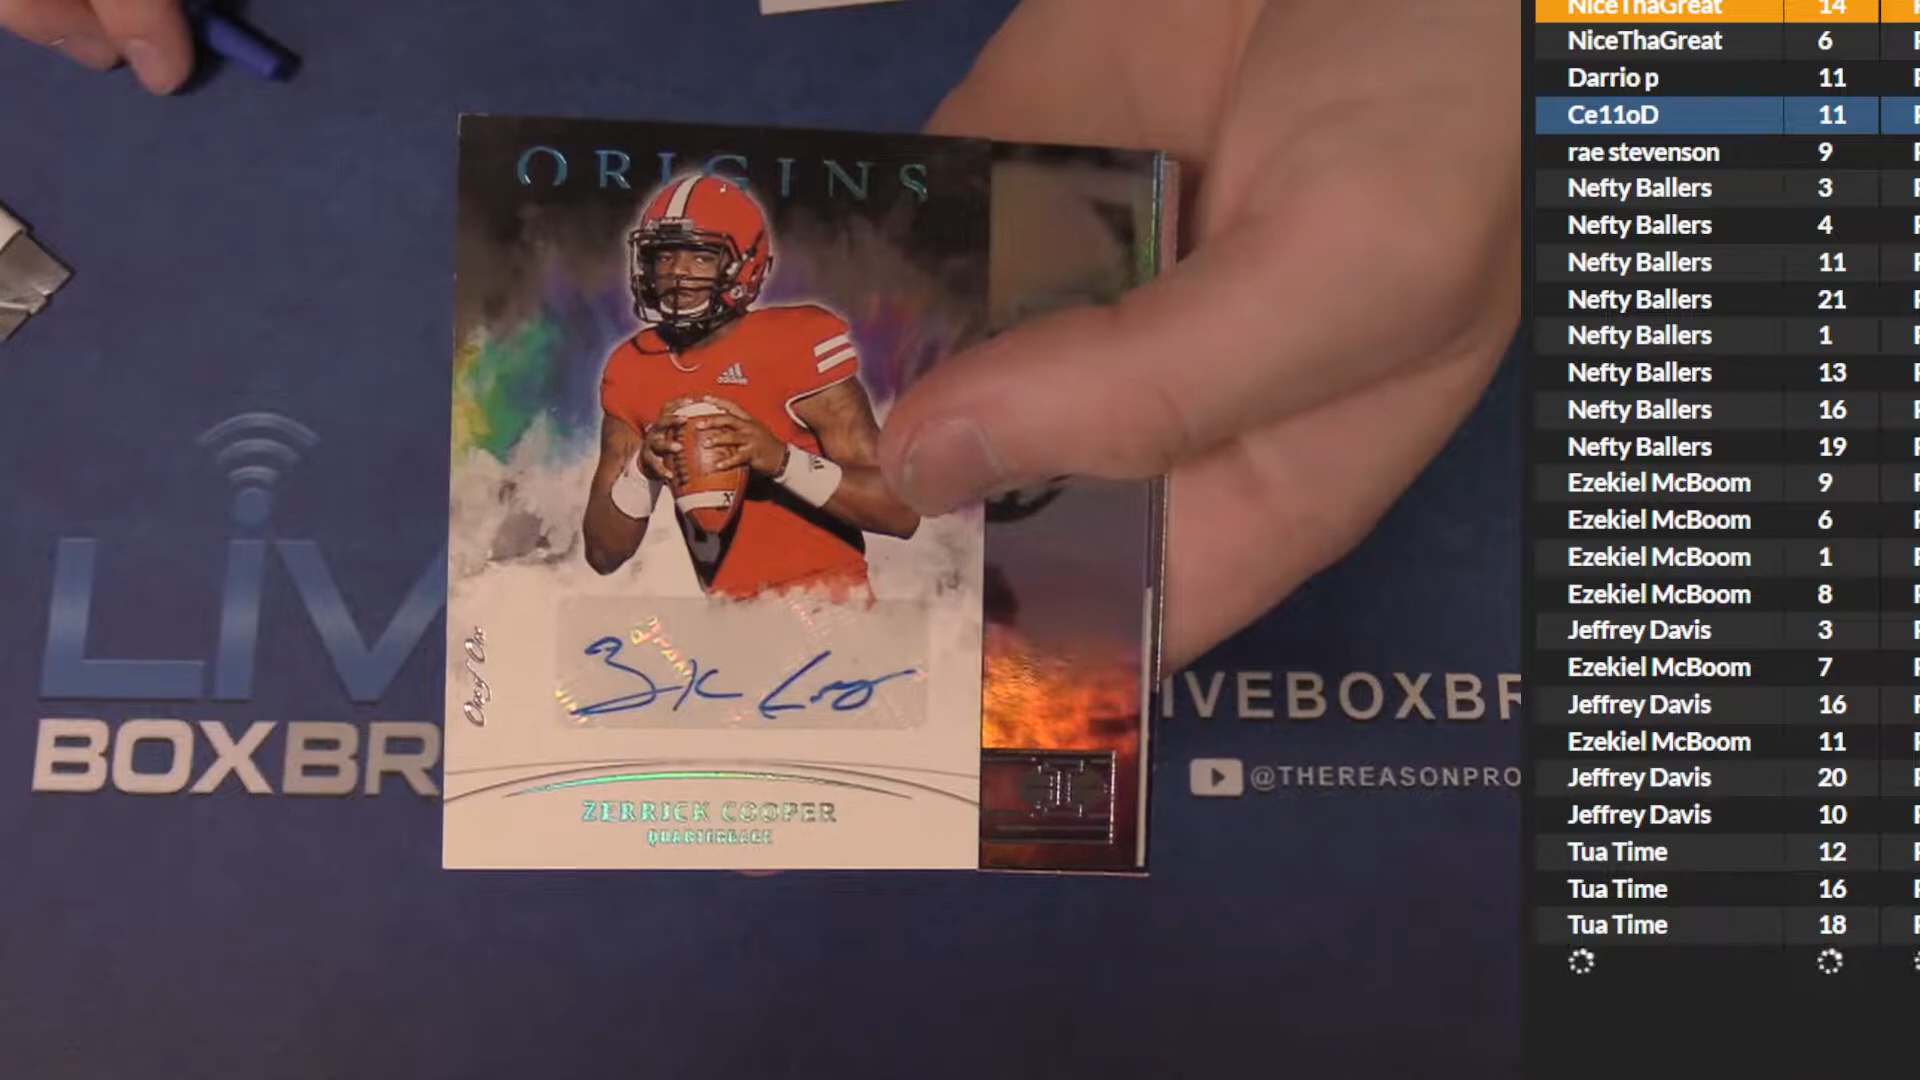 ORIGINS
adidas
One of One
ZERRICK COOPER
QUARTERBACK
LIV
BOXBR
IVEBOXBR
@THEREASONPRO
NiceThaGreat 14
NiceThaGreat 6
Darrio p 11
Ce11oD 11
rae stevenson 9
Nefty Ballers 3
Nefty Ballers 4
Nefty Ballers 11
Nefty Ballers 21
Nefty Ballers 1
Nefty Ballers 13
Nefty Ballers 16
Nefty Ballers 19
Ezekiel McBoom 9
Ezekiel McBoom 6
Ezekiel McBoom 1
Ezekiel McBoom 8
Jeffrey Davis 3
Ezekiel McBoom 7
Jeffrey Davis 16
Ezekiel McBoom 11
Jeffrey Davis 20
Jeffrey Davis 10
Tua Time 12
Tua Time 16
Tua Time 18